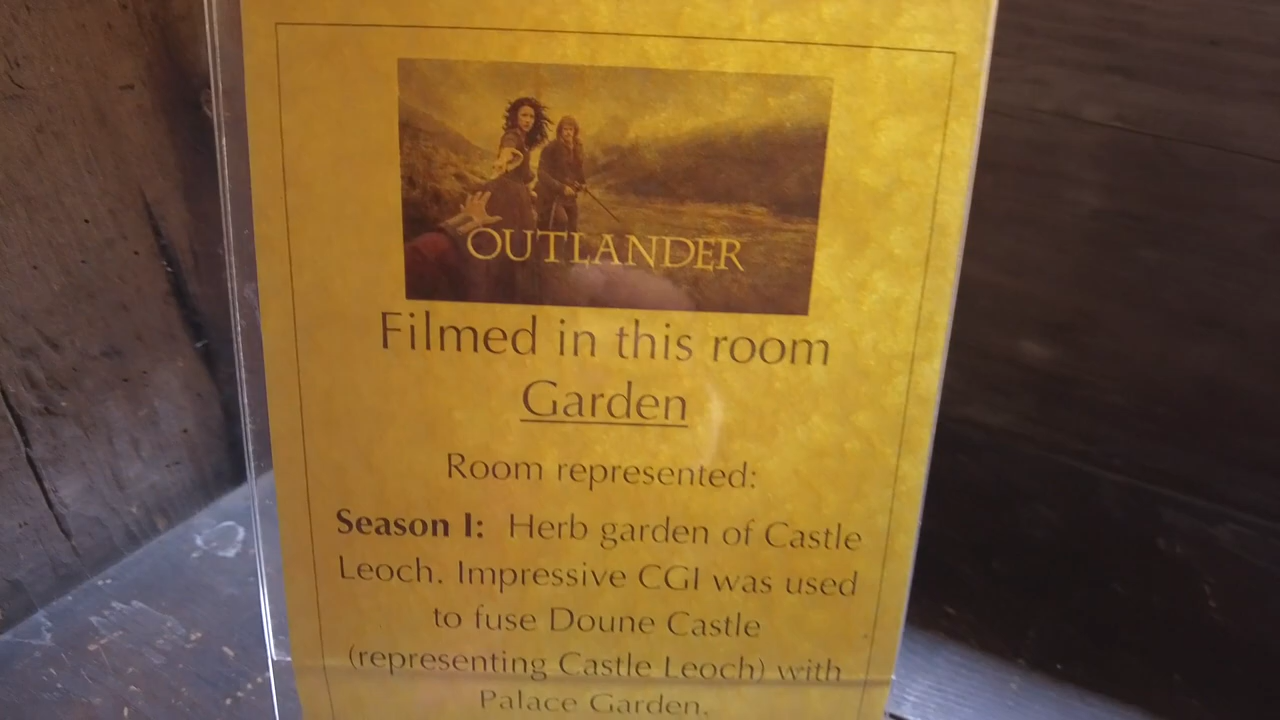 OUTLANDER
Filmed in this room
Garden
Room represented:
Season I: Herb garden of Castle
Leoch. Impressive CGI was used
to fuse Doune Castle
(representing Castle Leoch) with
Palace Garden.